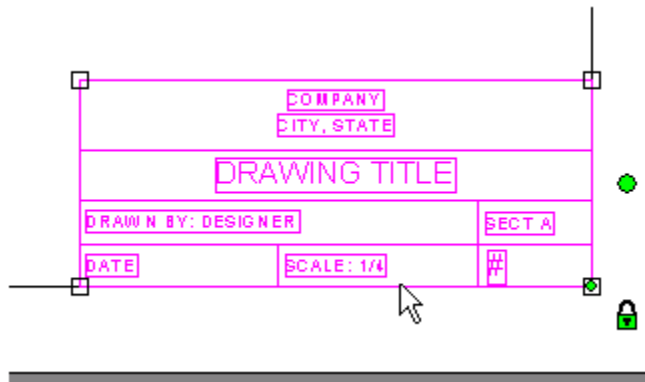 COMPANY
CITY, STATE
DRAWING TITLE
DRAWN BY: DESIGNER
SECT A
DATE
SCALE: 1/4
#